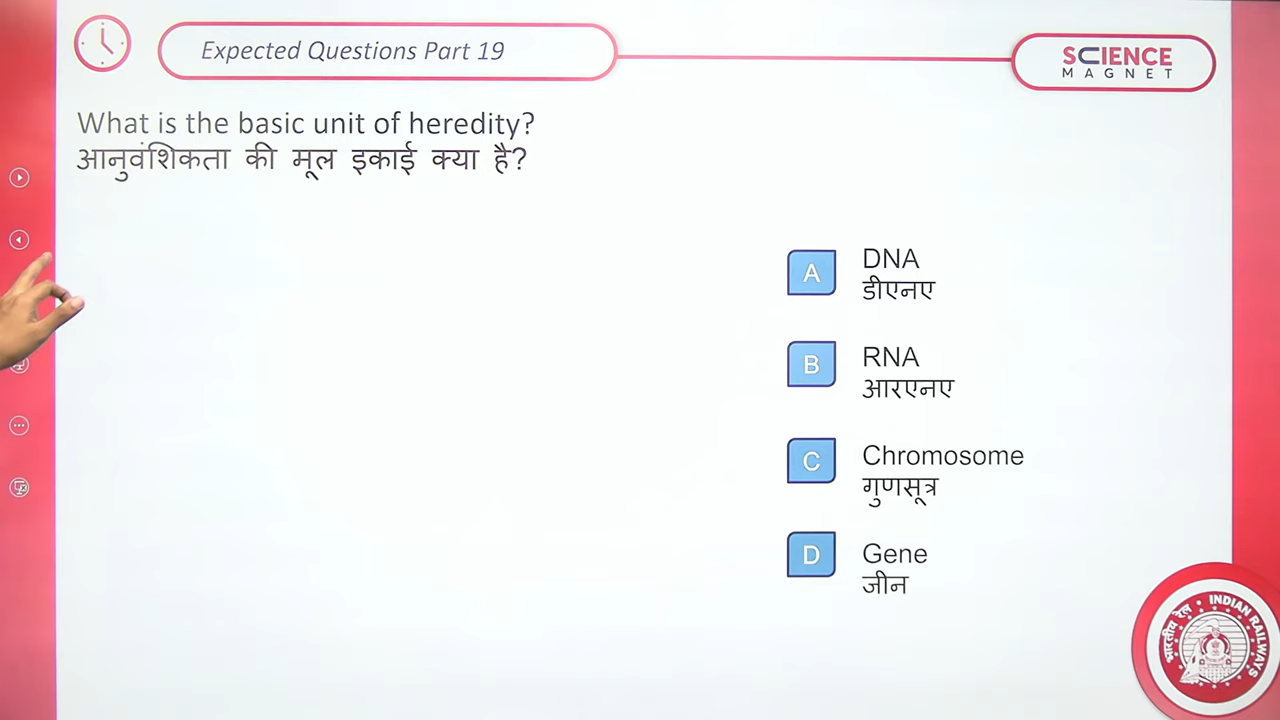 Expected Questions Part 19
SCIENCE
MAGNET
What is the basic unit of heredity?
आनुवंशिकता की मूल इकाई क्या है?
A
DNA
डीएनए
B
RNA
आरएनए
C
Chromosome
गुणसूत्र
D
Gene
जीन
भारतीय रेल • INDIAN RAILWAYS